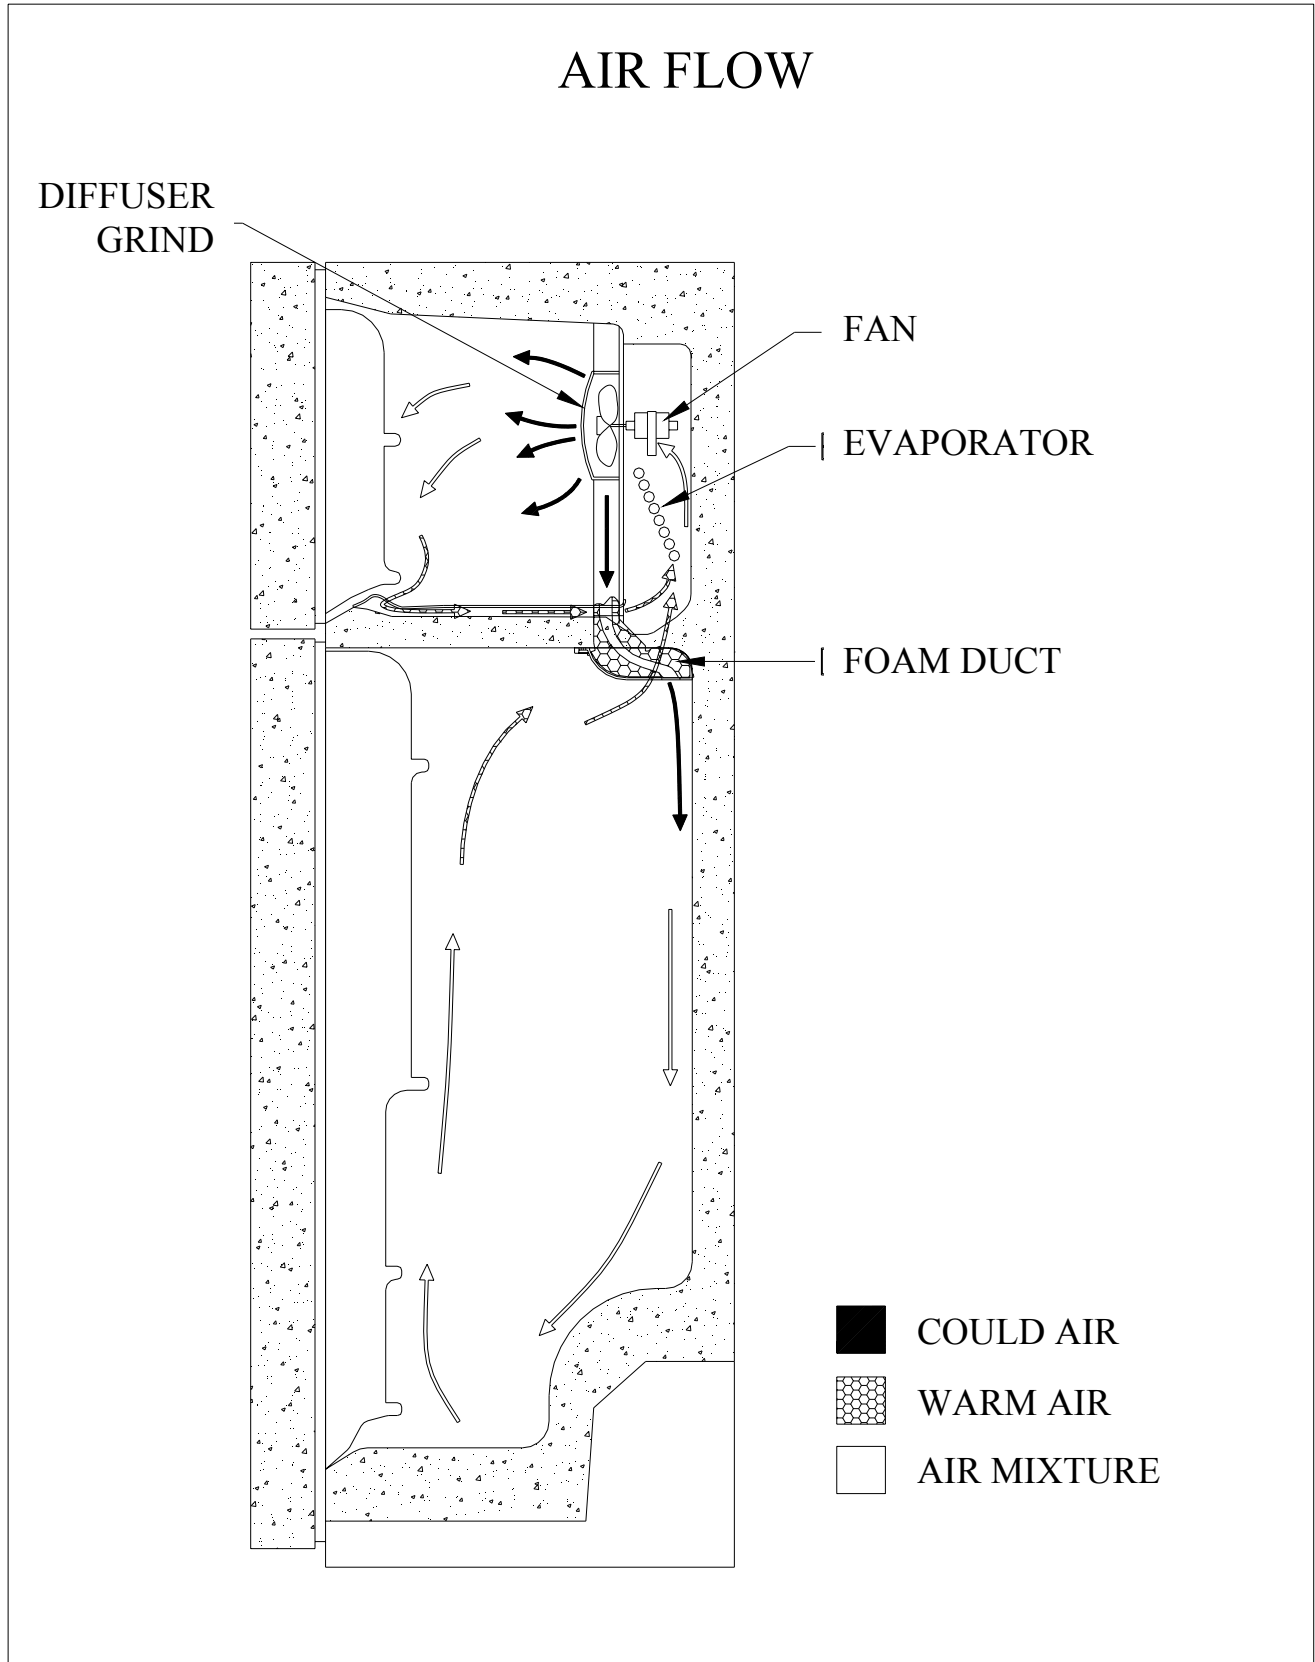 AIR FLOW
DIFFUSER
GRIND
FAN
EVAPORATOR
FOAM DUCT
COULD AIR
WARM AIR
AIR MIXTURE